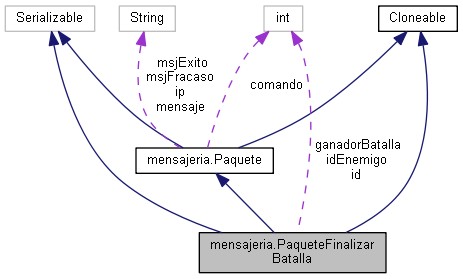 Serializable
String
int
Cloneable
msjExito
msjFracaso
ip
mensaje
comando
ganadorBatalla
idEnemigo
id
mensajeria.Paquete
mensajeria.PaqueteFinalizar
Batalla